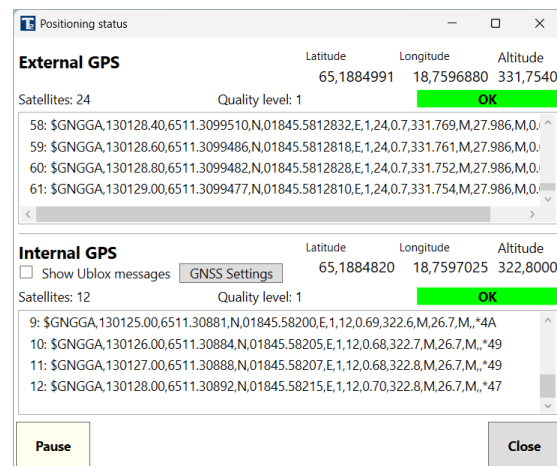 Positioning status
External GPS
Latitude Longitude Altitude
65,1884991 18,7596880 331,7540
Satellites: 24 Quality level: 1 OK
58: $GNGGA,130128.40,6511.3099510,N,01845.5812832,E,1,24,0.7,331.769,M,27.986,M,0.
59: $GNGGA,130128.60,6511.3099486,N,01845.5812818,E,1,24,0.7,331.761,M,27.986,M,0.
60: $GNGGA,130128.80,6511.3099482,N,01845.5812828,E,1,24,0.7,331.752,M,27.986,M,0.
61: $GNGGA,130129.00,6511.3099477,N,01845.5812810,E,1,24,0.7,331.754,M,27.986,M,0.
Internal GPS
Latitude Longitude Altitude
Show Ublox messages GNSS Settings 65,1884820 18,7597025 322,8000
Satellites: 12 Quality level: 1 OK
9: $GNGGA,130125.00,6511.30881,N,01845.58200,E,1,12,0.69,322.6,M,26.7,M,,*4A
10: $GNGGA,130126.00,6511.30884,N,01845.58205,E,1,12,0.68,322.7,M,26.7,M,,*49
11: $GNGGA,130127.00,6511.30888,N,01845.58207,E,1,12,0.68,322.8,M,26.7,M,,*49
12: $GNGGA,130128.00,6511.30892,N,01845.58215,E,1,12,0.70,322.8,M,26.7,M,,*47
Pause Close